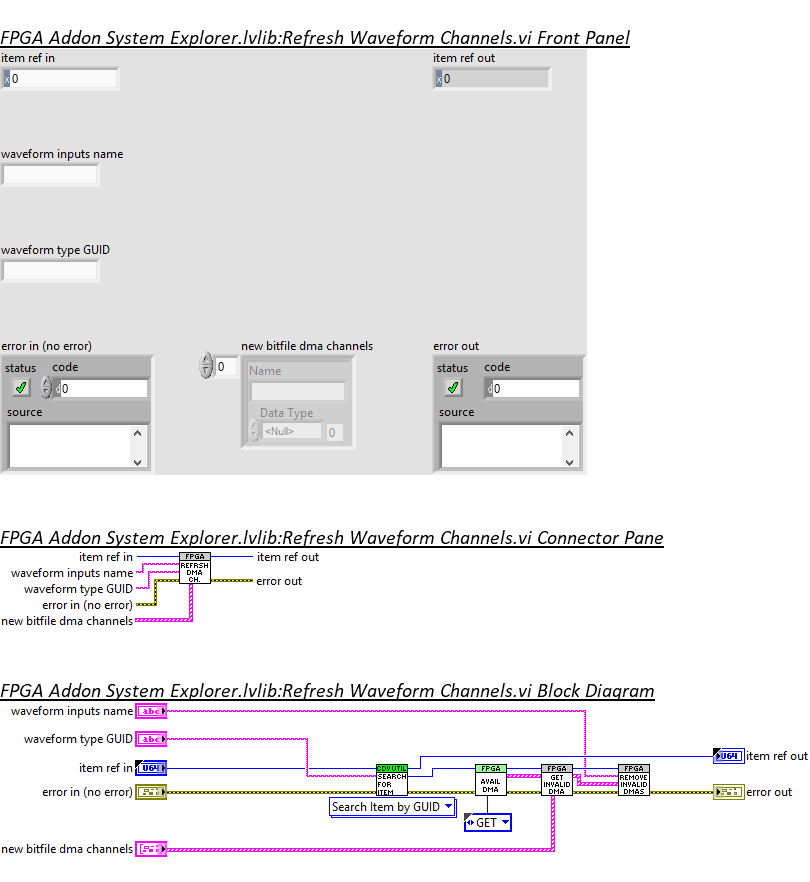 FPGA Addon System Explorer.lvlib:Refresh Waveform Channels.vi Front Panel
item ref in
item ref out
x 0
x 0
waveform inputs name
waveform type GUID
error in (no error)
new bitfile dma channels
error out
status code
0
Name
status code
d 0
d 0
source
Data Type
source
<Null> 0
FPGA Addon System Explorer.lvlib:Refresh Waveform Channels.vi Connector Pane
item ref in
FPGA
item ref out
waveform inputs name
REFRSH
DMA
CH.
waveform type GUID
error out
error in (no error)
new bitfile dma channels
FPGA Addon System Explorer.lvlib:Refresh Waveform Channels.vi Block Diagram
waveform inputs name abc
waveform type GUID abc
item ref in U64
U64 item ref out
CDVUTIL
SEARCH
FOR
ITEM
FPGA
AVAIL
DMA
FPGA
GET
INVALID
DMA
FPGA
REMOVE
INVALID
DMAS
error in (no error)
error out
Search Item by GUID
GET
new bitfile dma channels